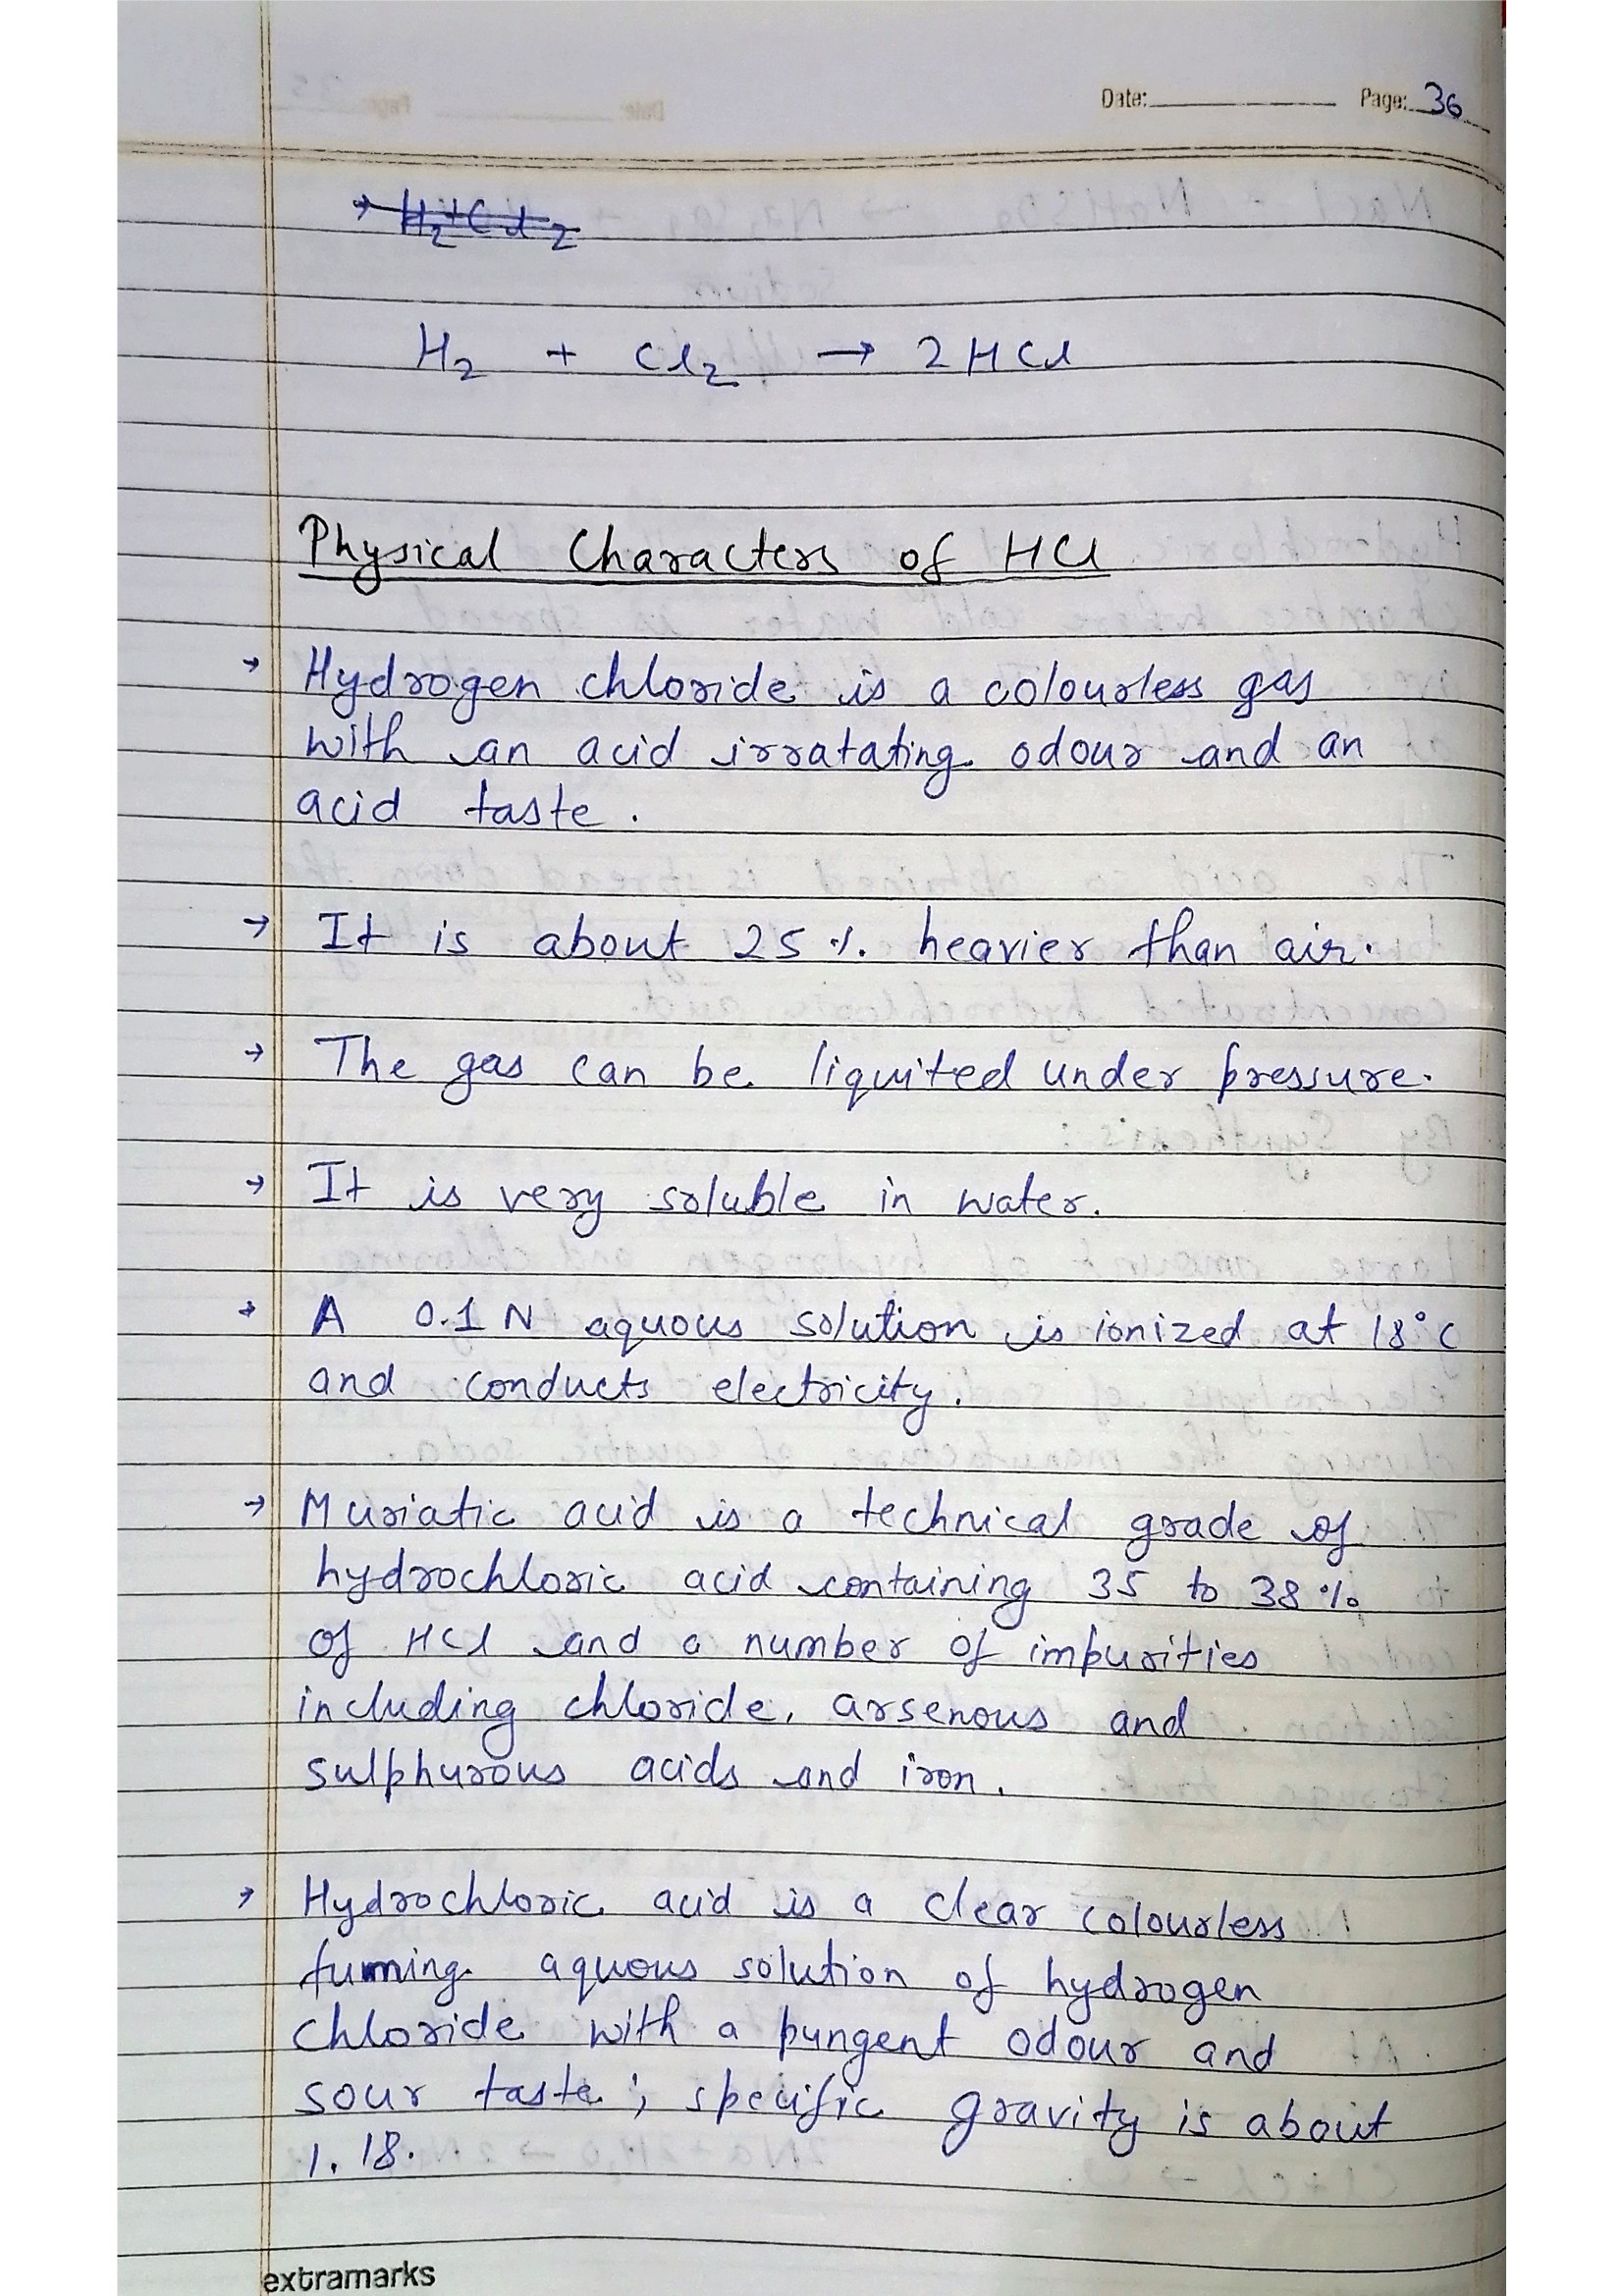 Date: Page: 36
→ H2+Cl2
H2 + Cl2 → 2HCl
Physical Characters of HCl
→ Hydrogen chloride is a colourless gas
with an acid irratating odour and an
acid taste.
→ It is about 25% heavier than air.
→ The gas can be liquited under pressure.
→ It is very soluble in water.
→ A 0.1 N aquous solution is ionized at 18°C
and conducts electricity.
→ Muriatic acid is a technical grade of
hydrochloric acid containing 35 to 38%
of HCl and a number of impurities
including chloride, arsenous and
sulphurous acids and iron.
→ Hydrochloric acid is a clear colourless
fuming aquous solution of hydrogen
chloride with a pungent odour and
sour taste; specific gravity is about
1.18.
extramarks